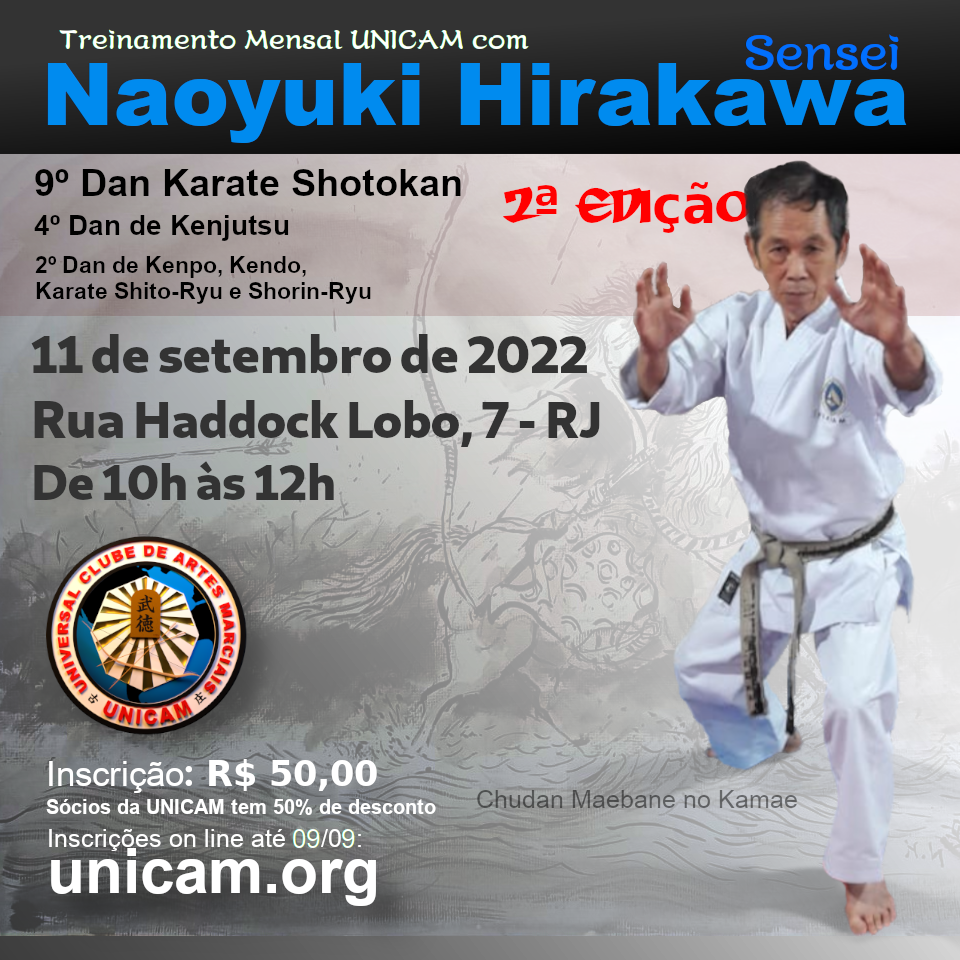 Treinamento Mensal UNICAM com
Sensei
Naoyuki Hirakawa
9º Dan Karate Shotokan
2ª EDIÇÃO
4º Dan de Kenjutsu
2º Dan de Kenpo, Kendo,
Karate Shito-Ryu e Shorin-Ryu
11 de setembro de 2022
Rua Haddock Lobo, 7 - RJ
De 10h às 12h
UNIVERSAL CLUBE DE ARTES MARCIAIS
武徳
UNICAM
Inscrição: R$ 50,00
Sócios da UNICAM tem 50% de desconto
Chudan Maebane no Kamae
Inscrições on line até 09/09:
unicam.org